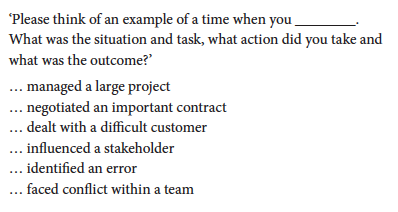 ‘Please think of an example of a time when you _________.
What was the situation and task, what action did you take and
what was the outcome?’
… managed a large project
… negotiated an important contract
… dealt with a difficult customer
… influenced a stakeholder
… identified an error
… faced conflict within a team